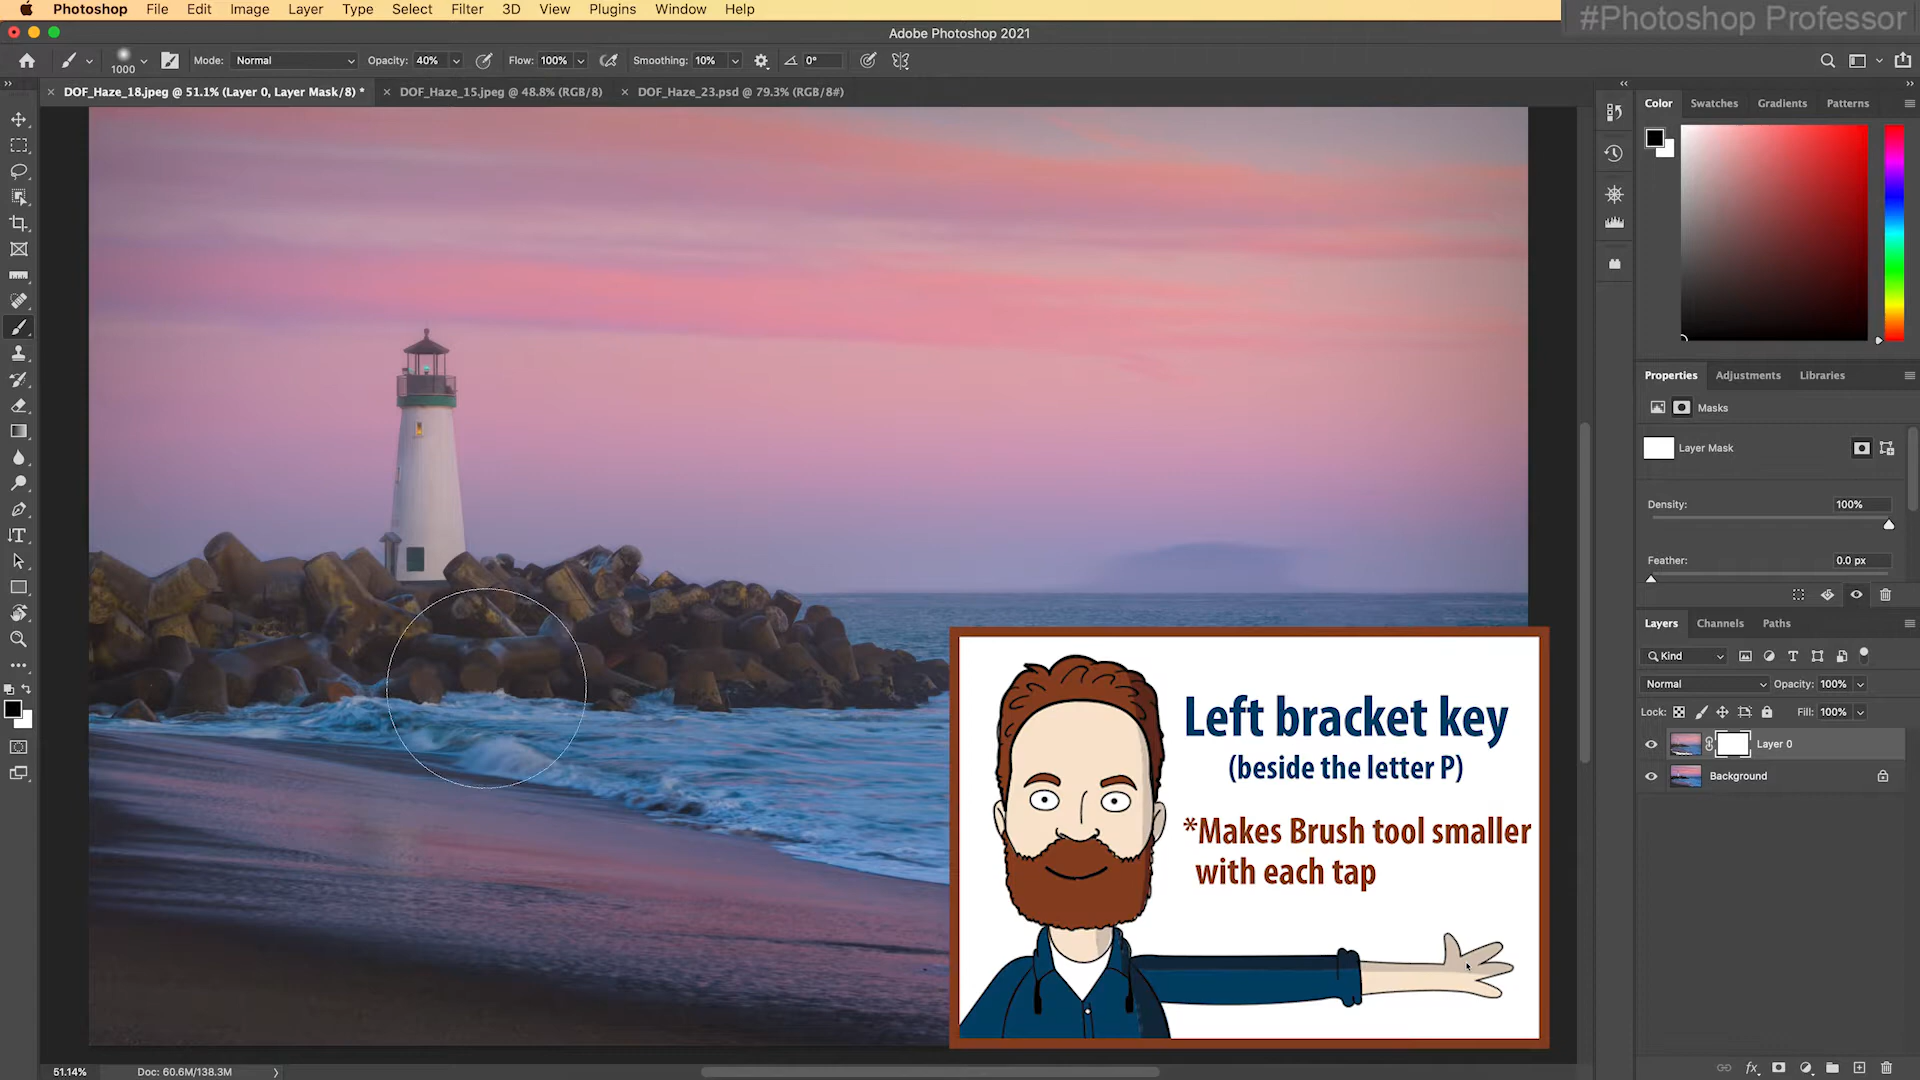 Photoshop File Edit Image Layer Type Select Filter 3D View Plugins Window Help
#Photoshop Professor
Adobe Photoshop 2021
1000 Mode: Normal Opacity: 40% Flow: 100% Smoothing: 10% 0°
DOF_Haze_18.jpeg @ 51.1% (Layer 0, Layer Mask/8) * DOF_Haze_15.jpeg @ 48.8% (RGB/8) DOF_Haze_23.psd @ 79.3% (RGB/8#)
Color Swatches Gradients Patterns
Properties Adjustments Libraries
Masks
Layer Mask
Density: 100%
Feather: 0.0 px
Layers Channels Paths
Kind
Normal Opacity: 100%
Lock: Fill: 100%
Layer 0
Background
Left bracket key
(beside the letter P)
*Makes Brush tool smaller
with each tap
51.14% Doc: 60.6M/138.3M